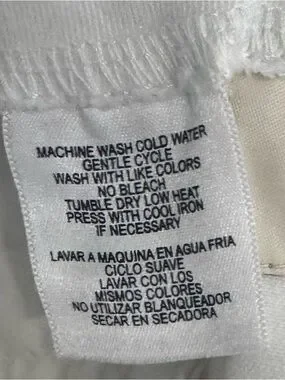 MACHINE WASH COLD WATER
GENTLE CYCLE
WASH WITH LIKE COLORS
NO BLEACH
TUMBLE DRY LOW HEAT
PRESS WITH COOL IRON
IF NECESSARY
LAVAR A MAQUINA EN AGUA FRIA
CICLO SUAVE
LAVAR CON LOS
MISMOS COLORES
NO UTILIZAR BLANQUEADOR
SECAR EN SECADORA